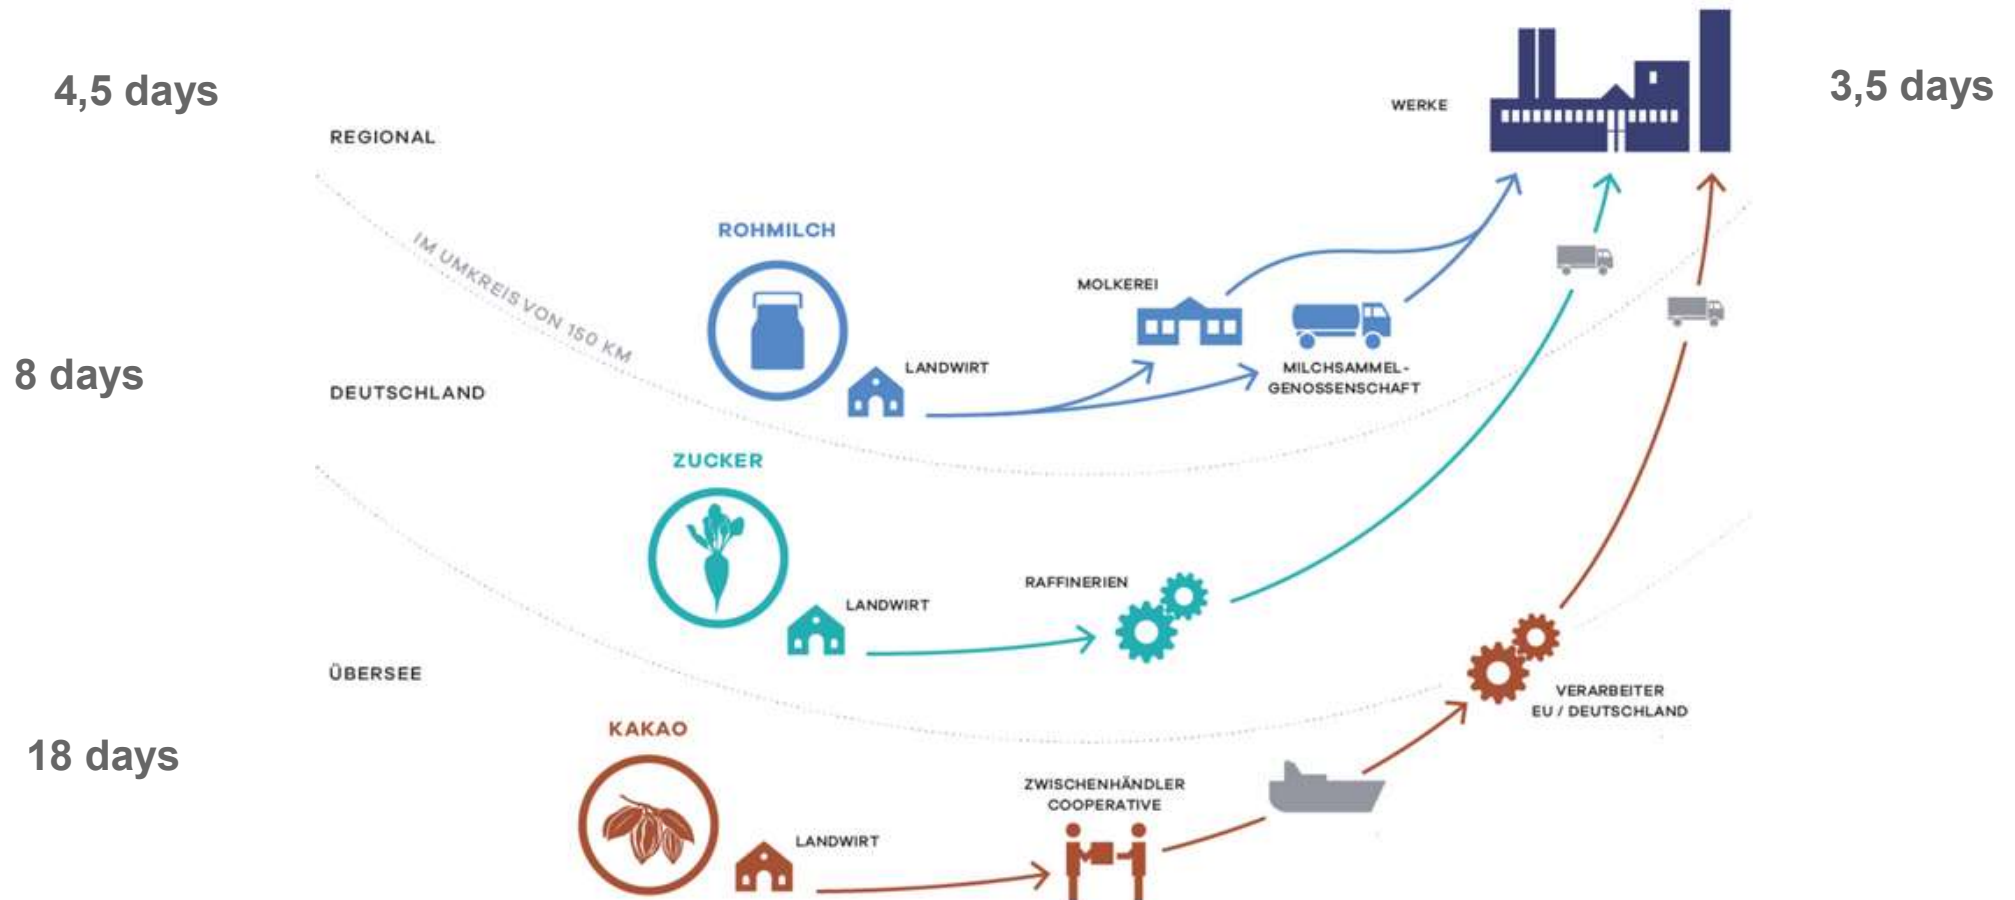 4,5 days
3,5 days
WERKE
REGIONAL
ROHMILCH
IM UMKREIS VON 150 KM
MOLKEREI
LANDWIRT
MILCHSAMMEL-
GENOSSENSCHAFT
8 days
DEUTSCHLAND
ZUCKER
RAFFINERIEN
LANDWIRT
ÜBERSEE
VERARBEITER
EU / DEUTSCHLAND
KAKAO
18 days
ZWISCHENHÄNDLER
COOPERATIVE
LANDWIRT